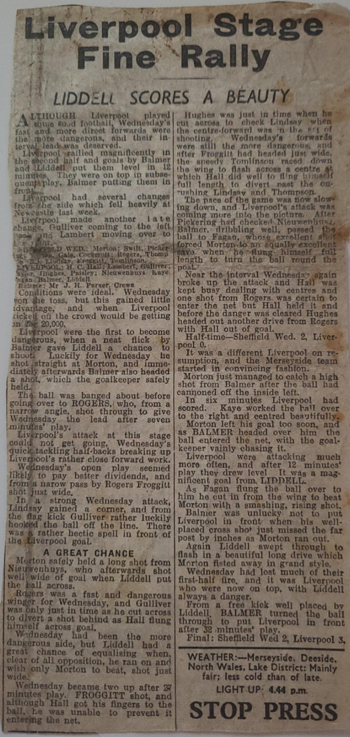 Liverpool Stage
Fine Rally
LIDDELL SCORES A BEAUTY
ALTHOUGH Liverpool played
some good football, Wednesday's
fast and more direct forwards were
the more dangerous, and their in-
terval lead was deserved.
Liverpool rallied magnificently in
the second half and goals by Balmer
and Liddell put them level in 12
minutes. They were on top in subse-
quent play, Balmer putting them in
front.
Liverpool had several changes
from the side which fell heavily at
Newcastle last week.
Liverpool made another late
change, Gulliver coming to the left
and Lambert moving over to
Swift, Packer
Rogers, Thomp-
Froggitt, Tomlinson.
Lambert, Gulliver;
Hughes, Paisley; Nieuwenhuys, Kaye,
Balmer, Liddell.
Referee: Mr J. H. Parker, Crewe
Conditions were ideal. Wednesday
won the toss, but this gained little
advantage, and when Liverpool
kicked off the crowd would be getting
in the 20,000.
Liverpool were the first to become
dangerous, when a neat flick by
Balmer gave Liddell a chance to
shoot. Luckily for Wednesday he
shot straight at Morton, and imme-
diately afterwards Balmer also headed
a shot, which the goalkeeper safely
held.
The ball was banged about before
going over to ROGERS, who, from a
narrow angle, shot through to give
Wednesday the lead after seven
minutes' play.
Liverpool's attack at this stage
could not get going, Wednesday's
quick-tackling half-backs breaking up
Liverpool's rather close forward work.
Wednesday's open play seemed
likely to pay better dividends, and
from a narrow pass by Rogers Froggitt
shot just wide.
In a strong Wednesday attack,
Lindsay gained a corner, and from
the flag kick Gulliver rather luckily
hooked the ball off the line. There
was a rather hectic spell in front of
the Liverpool goal.
A GREAT CHANCE
Morton safely held a long shot from
Nieuwenhuys, who afterwards shot
well wide of goal when Liddell put
the ball across.
Rogers was a fast and dangerous
winger for Wednesday, and Gulliver
was only just in time as he cut across
to divert a shot behind as Hall flung
himself across goal.
Wednesday had been the more
dangerous side, but Liddell had a
great chance of equalising when,
clear of all opposition, he ran on and
with only Morton to beat, shot just
wide.
Wednesday became two up after 27
minutes play. FROGGITT shot, and
although Hall got his fingers to the
ball, he was unable to prevent it
entering the net.
Hughes was just in time when he
cut across to check Lindsay when
the centre-forward was in the act of
shooting. Wednesday's forwards
were still the more dangerous, and
after Froggitt had headed just wide,
the speedy Tomlinson raced down
the wing to flash across a centre at
which Hall did well to fling himself
full length to divert near the on-
rushing Lindsay and Thompson.
The pace of the game was now slow-
ing down, and Liverpool's attack was
coming more into the picture. After
Pickering had checked Nieuwenhuys,
Balmer, dribbling well, passed the
ball to Fagan, whose excellent
forced Morton to an equally excellent
save when he flung himself full
length to turn the ball round the
post.
Near the interval Wednesday again
broke up the attack and Hall was
kept busy dealing with centres and
one shot from Rogers was certain to
enter the net but Hall held it and
before the danger was cleared Hughes
headed out another drive from Rogers
with Hall out of goal.
Half-time—Sheffield Wed. 2, Liver-
pool 0.
It was a different Liverpool on re-
sumption, and the Merseyside team
started in convincing fashion.
Morton just managed to catch a high
shot from Balmer after the ball had
cannoned off the inside left.
In six minutes Liverpool had
scored. Kaye worked the ball over
to the right and centred beautifully.
Morton left his goal too soon, and
as BALMER headed over him the
ball entered the net, with the goal-
keeper vainly chasing it.
Liverpool were attacking much
more often, and after 12 minutes'
play they drew level. It was a mag-
nificent goal from, LIDDELL.
As Fagan flung the ball over to
him he cut in from the wing to beat
Morton with a smashing, rising shot.
Balmer was unlucky not to put
Liverpool in front when his well-
placed cross shot just missed the far
post by inches as Morton ran out.
Again Liddell swept through to
flash in a beautiful long drive which
Morton fisted away in grand style.
Wednesday had lost much of their
first-half fire, and it was Liverpool
who were now on top, with Liddell
always a danger.
From a free kick well placed by
Liddell, BALMER turned the ball
through to put Liverpool in front
after 32 minutes' play.
Final: Sheffield Wed 2, Liverpool 3.
WEATHER:—Merseyside, Deeside,
North Wales, Lake District: Mainly
fair; less cold than of late.
LIGHT UP: 4.44 p.m.
STOP PRESS